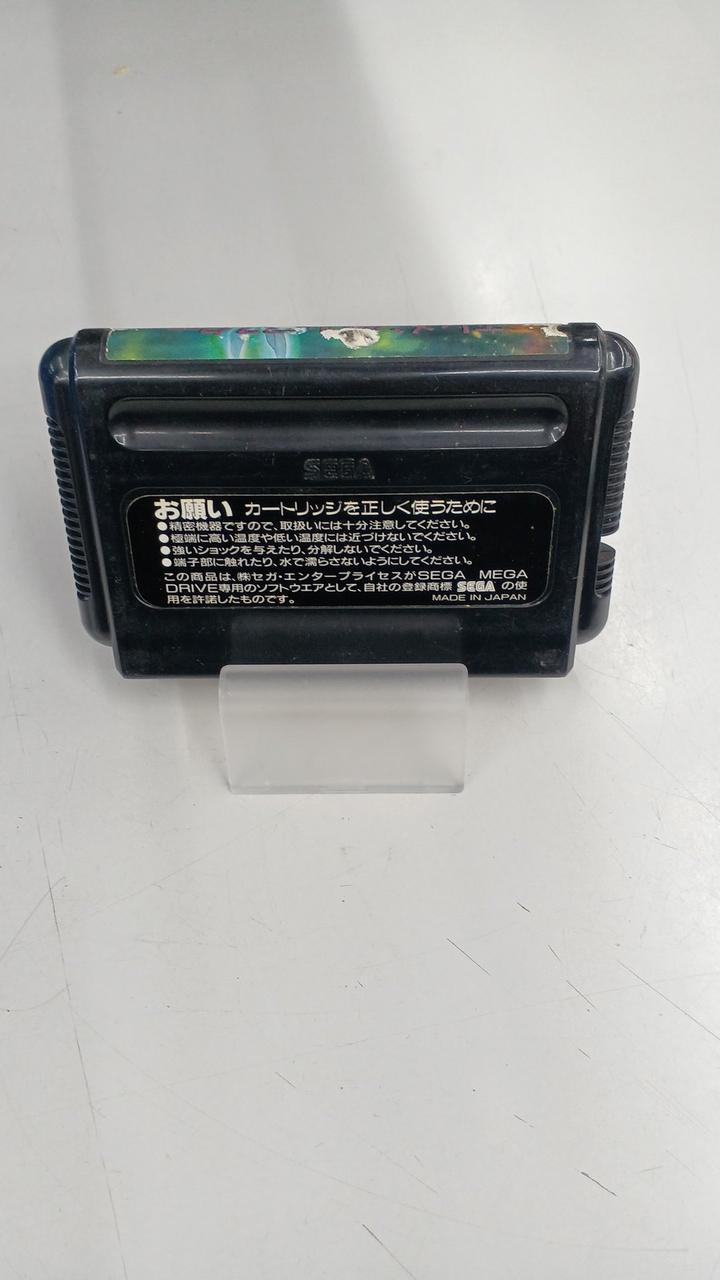 SEGA
お願い カートリッジを正しく使うために
●精密機器ですので、取扱いには十分注意してください。
●極端に高い温度や低い温度には近づけないでください。
●強いショックを与えたり、分解しないでください。
●端子部に触れたり、水で濡らさないようにしてください。
この商品は、㈱セガ・エンタープライセスがSEGA MEGA
DRIVE専用のソフトウエアとして、自社の登録商標 SEGA の使
用を許諾したものです。 MADE IN JAPAN